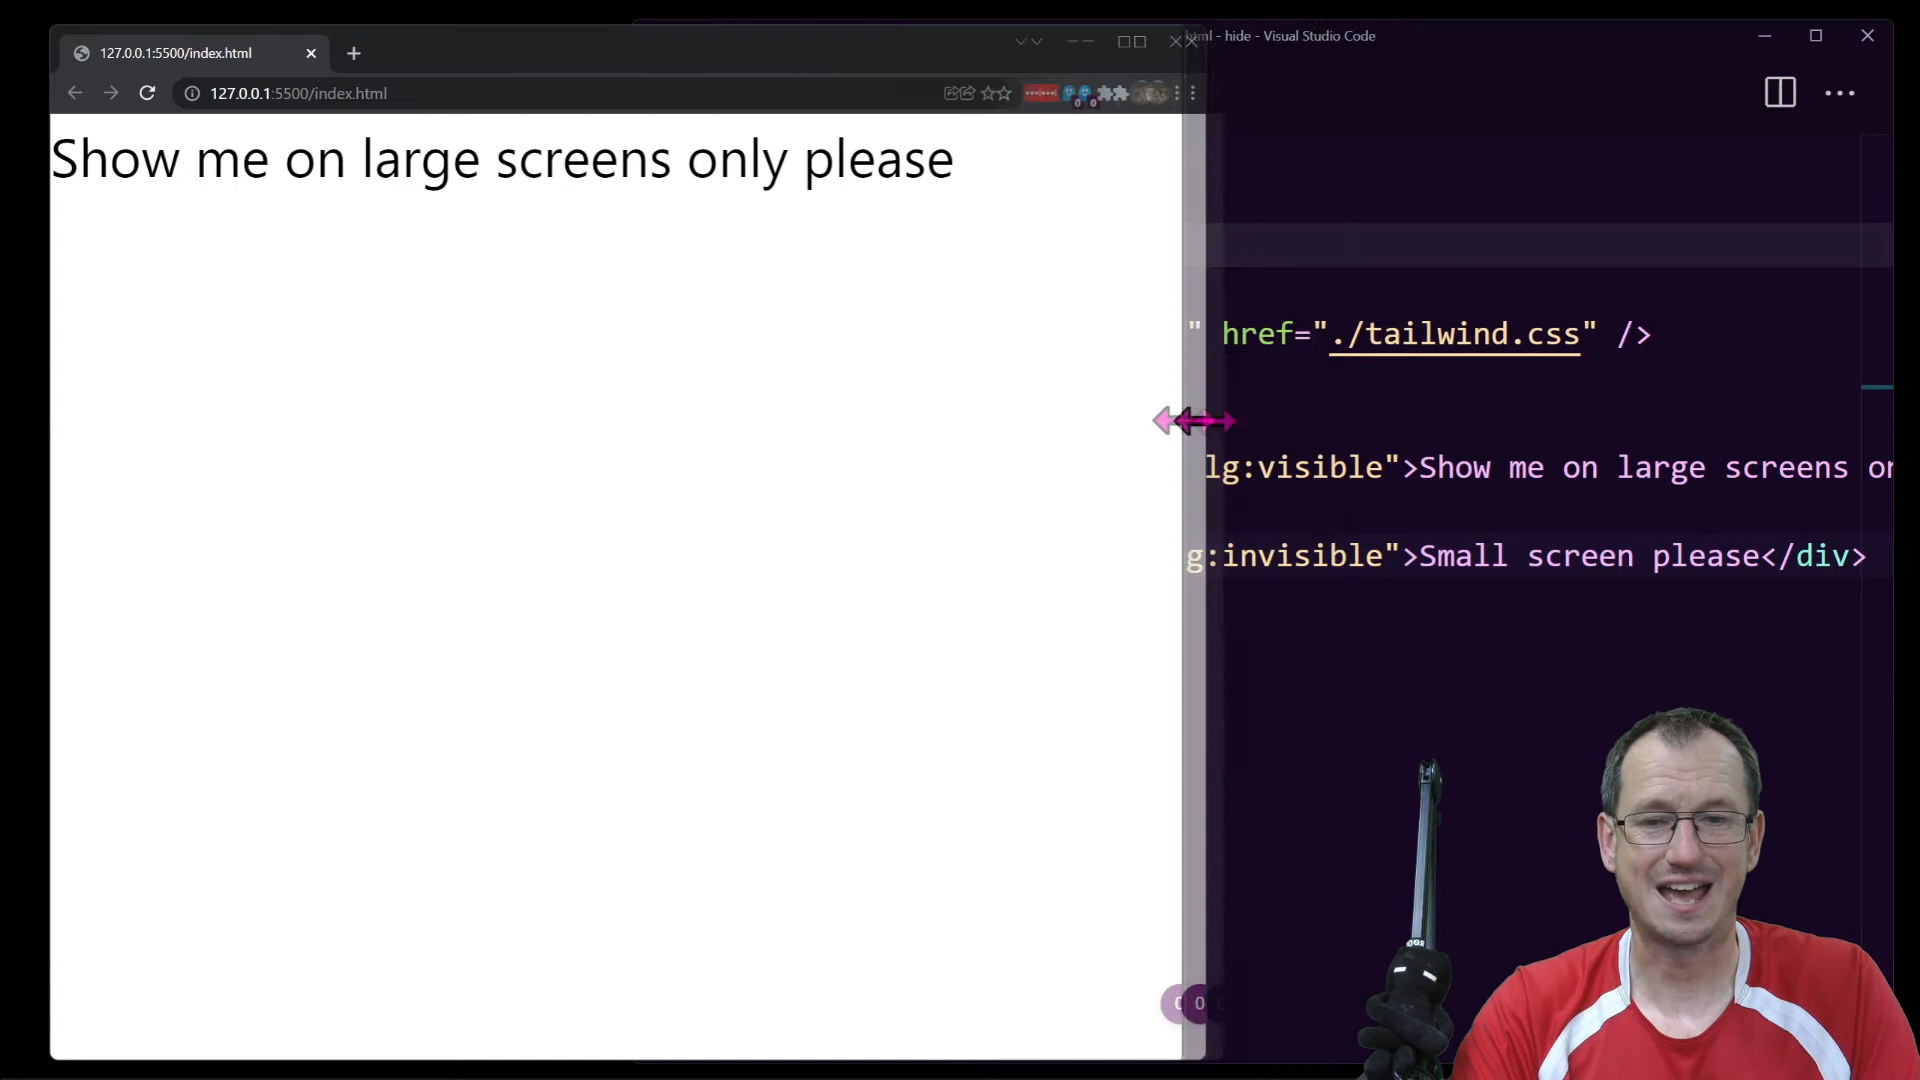 127.0.0.1:5500/index.html
html - hide - Visual Studio Code
127.0.0.1:5500/index.html
Show me on large screens only please
" href="./tailwind.css" />
lg:visible">Show me on large screens or
g:invisible">Small screen please</div>